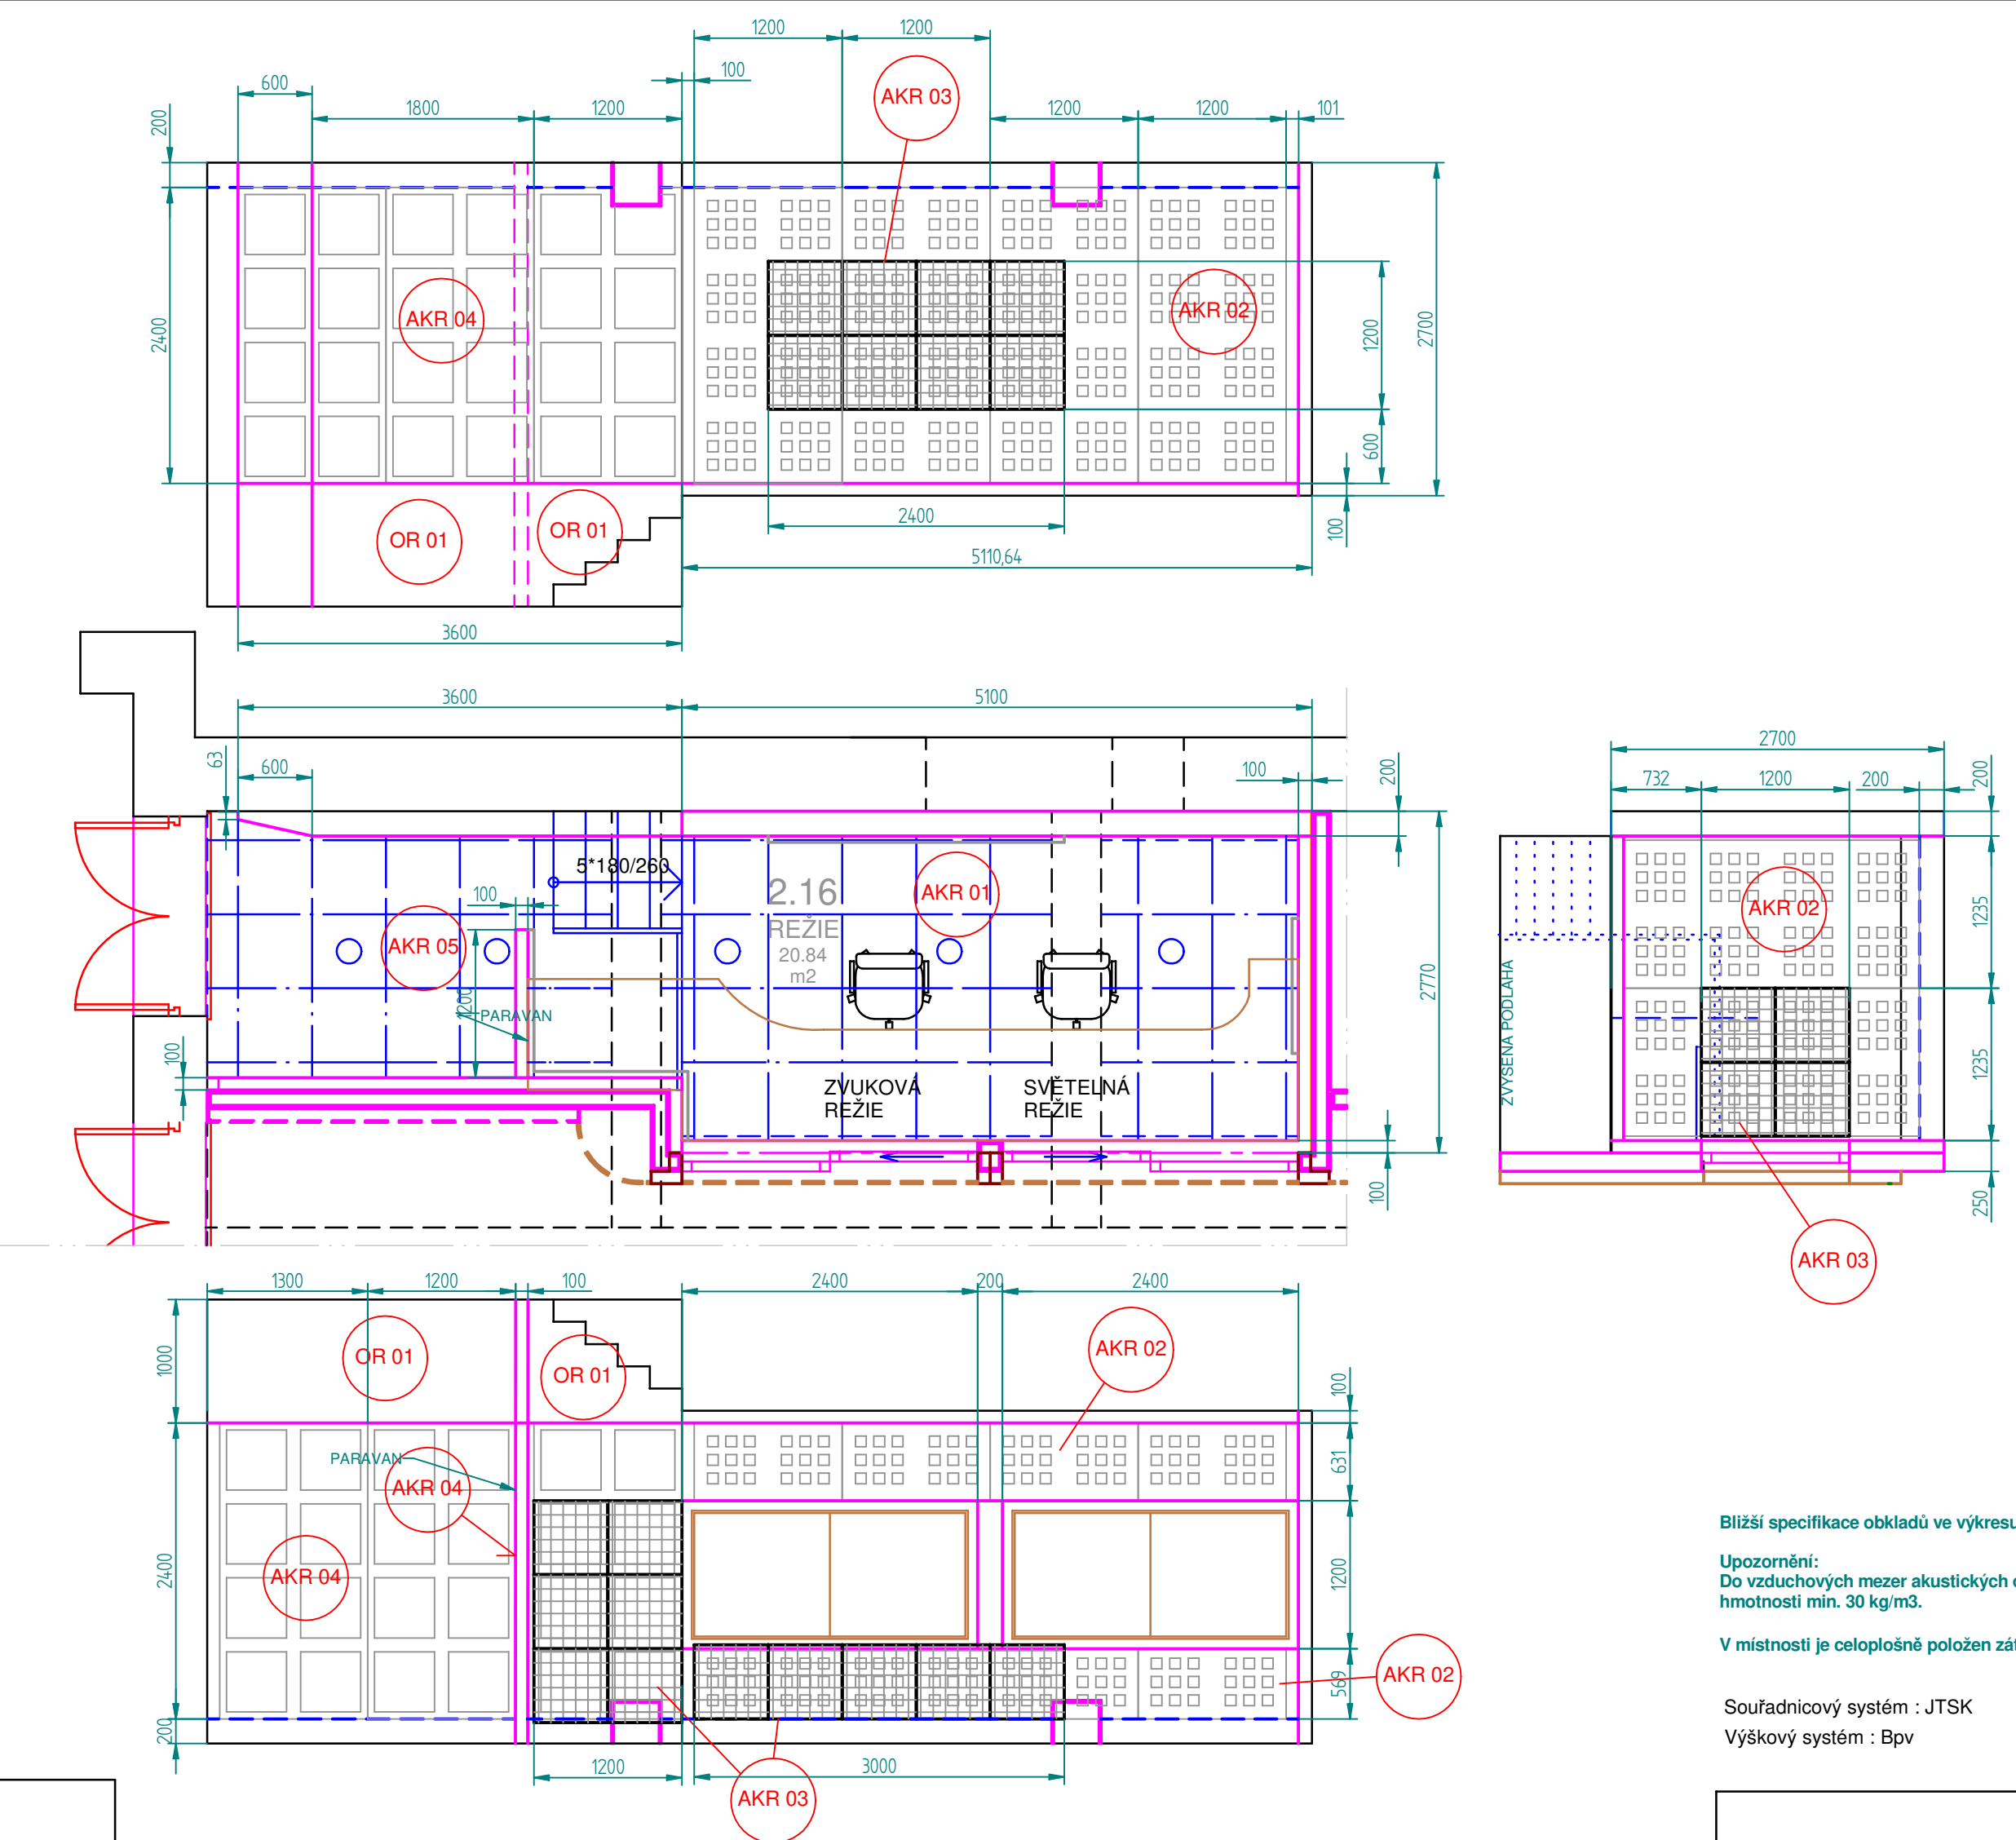 1200
1200
100
600
AKR 03
1800
1200
1200
1200
101
200
AKR 04
AKR 02
2400
1200
2700
600
OR 01
OR 01
2400
100
5110,64
3600
3600
5100
63
600
100
200
5*180/260
2.16
REŽIE
20.84
m2
AKR 01
100
AKR 05
1200
PARAVAN
2770
100
ZVUKOVÁ
REŽIE
SVĚTELNÁ
REŽIE
100
2700
732
1200
200
200
AKR 02
1235
ZVÝŠENÁ PODLAHA
1235
250
AKR 03
1300
1200
100
2400
200
2400
OR 01
OR 01
AKR 02
1000
100
PARAVAN
AKR 04
631
AKR 04
2400
1200
AKR 02
569
200
1200
3000
AKR 03
Bližší specifikace obkladů ve výkresu
Upozornění:
Do vzduchových mezer akustických
hmotnosti min. 30 kg/m3.
V místnosti je celoplošně položen
Souřadnicový systém : JTSK
Výškový systém : Bpv